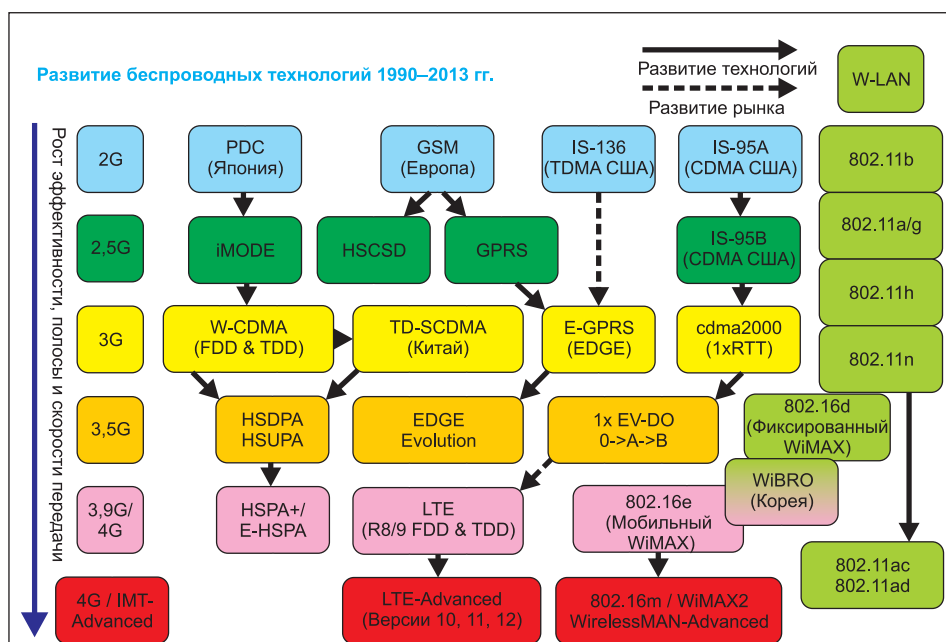 Развитие беспроводных технологий 1990–2013 гг.
Развитие технологий
Развитие рынка
W-LAN
Рост эффективности, полосы и скорости передачи
2G
PDC
(Япония)
GSM
(Европа)
IS-136
(TDMA США)
IS-95A
(CDMA США)
802.11b
2,5G
iMODE
HSCSD
GPRS
IS-95B
(CDMA США)
802.11a/g
802.11h
3G
W-CDMA
(FDD & TDD)
TD-SCDMA
(Китай)
E-GPRS
(EDGE)
cdma2000
(1xRTT)
802.11n
3,5G
HSDPA
HSUPA
EDGE
Evolution
1x EV-DO
0->A->B
802.16d
(Фиксированный
WiMAX)
WiBRO
(Корея)
3,9G/
4G
HSPA+/
E-HSPA
LTE
(R8/9 FDD & TDD)
802.16e
(Мобильный
WiMAX)
802.11ac
802.11ad
4G / IMT-
Advanced
LTE-Advanced
(Версии 10, 11, 12)
802.16m / WiMAX2
WirelessMAN-Advanced